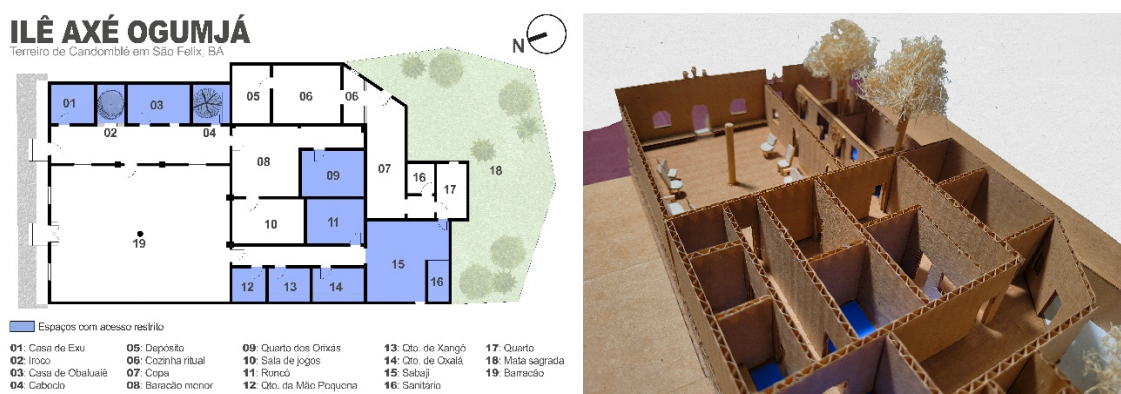 ILÊ AXÉ OGUMJÁ
Terreiro de Candomblé em São Felix, BA
N
01
02
03
04
05
06
06
07
08
09
10
11
12
13
14
15
16
16
17
18
19
Espaços com acesso restrito
01: Casa de Exu
02: Iroco
03: Casa de Obaluaiê
04: Caboclo
05: Depósito
06: Cozinha ritual
07: Copa
08: Baracão menor
09: Quarto dos Orixás
10: Sala de jogos
11: Roncó
12: Qto. da Mãe Pequena
13: Qto. de Xangô
14: Qto. de Oxalá
15: Sabaji
16: Sanitário
17: Quarto
18: Mata sagrada
19: Barracão